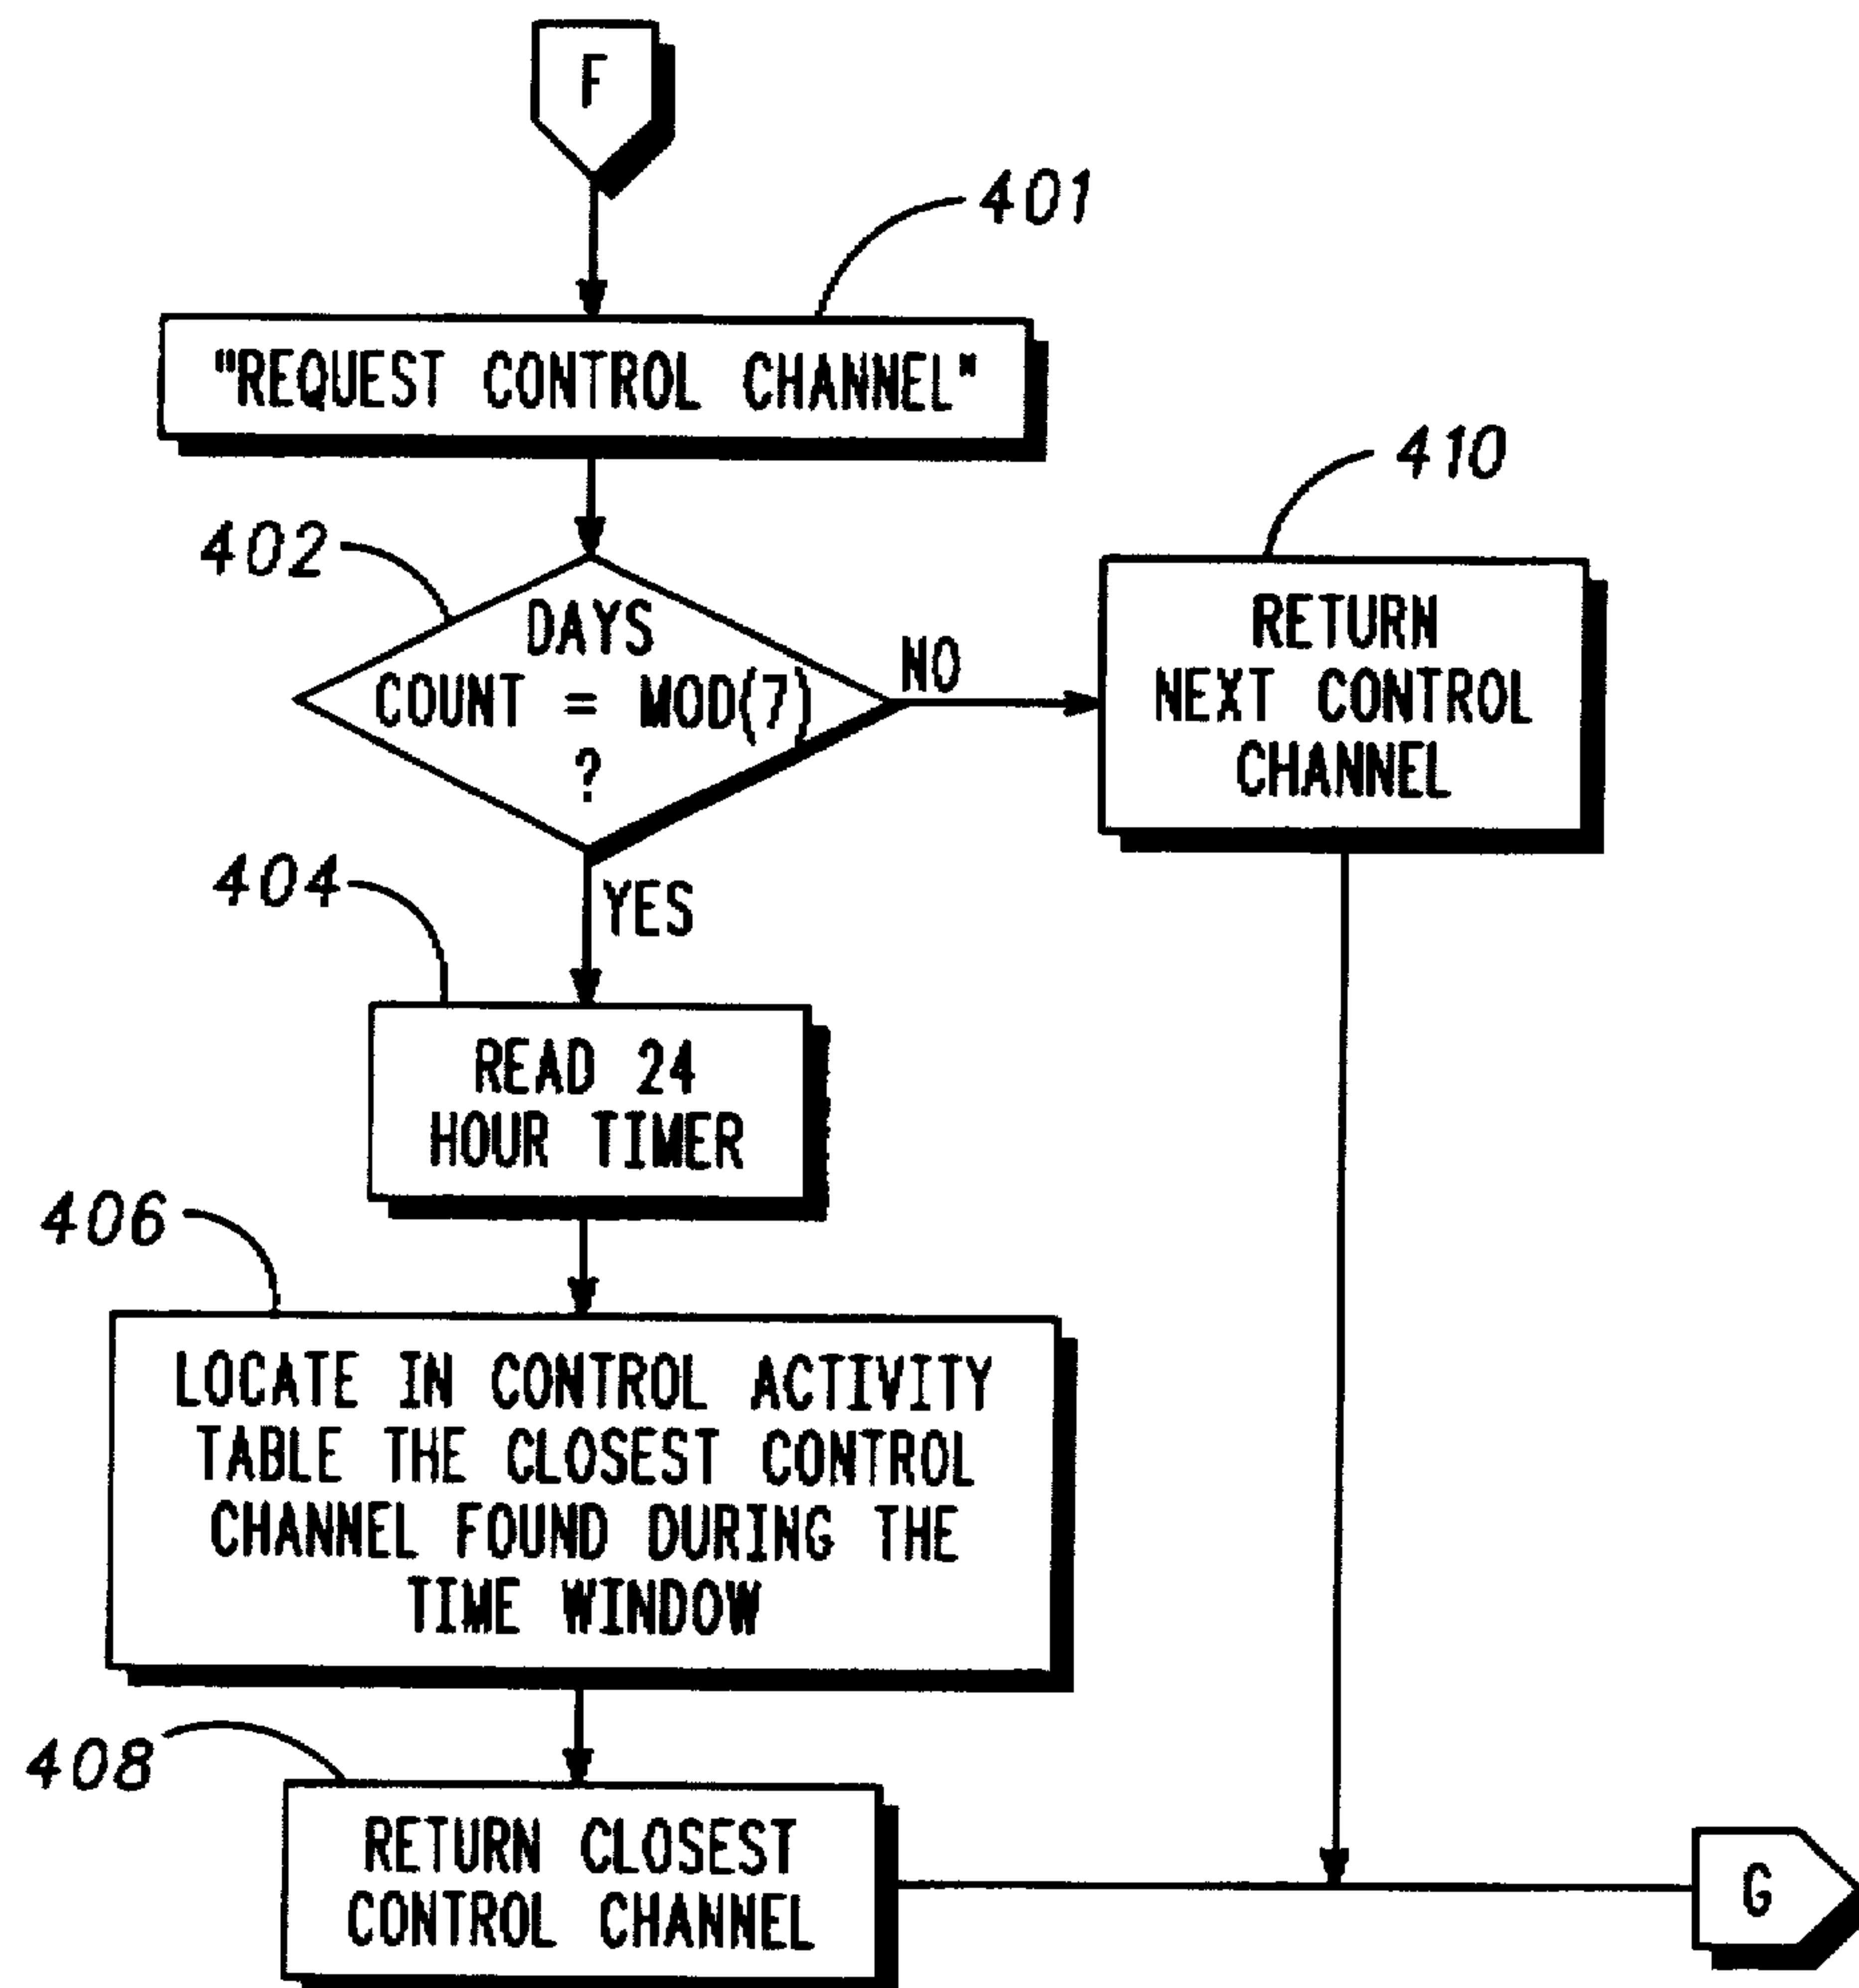 F
401
"REQUEST CONTROL CHANNEL"
402
DAYS
COUNT = MOD(7)
?
NO
410
RETURN
NEXT CONTROL
CHANNEL
YES
404
READ 24
HOUR TIMER
406
LOCATE IN CONTROL ACTIVITY
TABLE THE CLOSEST CONTROL
CHANNEL FOUND DURING THE
TIME WINDOW
408
RETURN CLOSEST
CONTROL CHANNEL
G